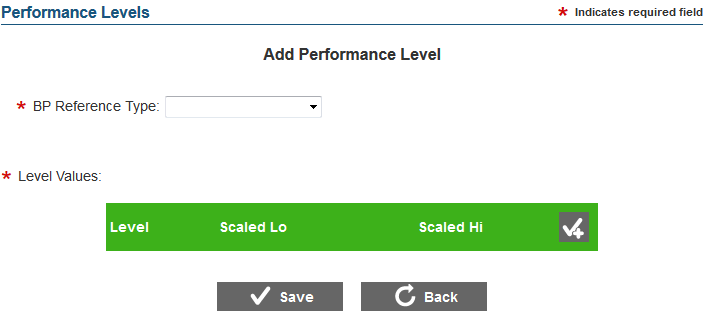 Performance Levels
* Indicates required field
Add Performance Level
* BP Reference Type:
* Level Values:
Level Scaled Lo Scaled Hi
Save Back